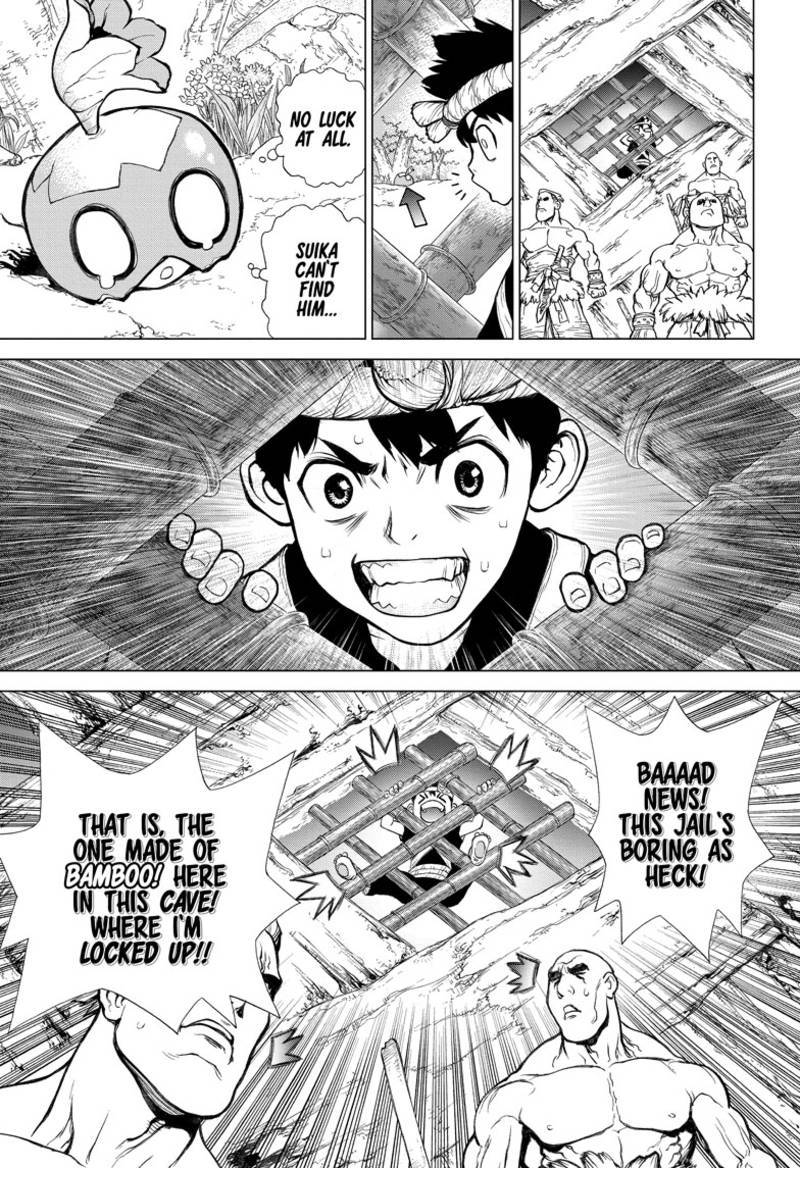 NO LUCK
AT ALL.
SUIKA
CAN'T
FIND
HIM...
BAAAAD
NEWS!
THIS JAIL'S
BORING AS
HECK!
THAT IS, THE
ONE MADE OF
BAMBOO! HERE
IN THIS CAVE!
WHERE I'M
LOCKED UP!!